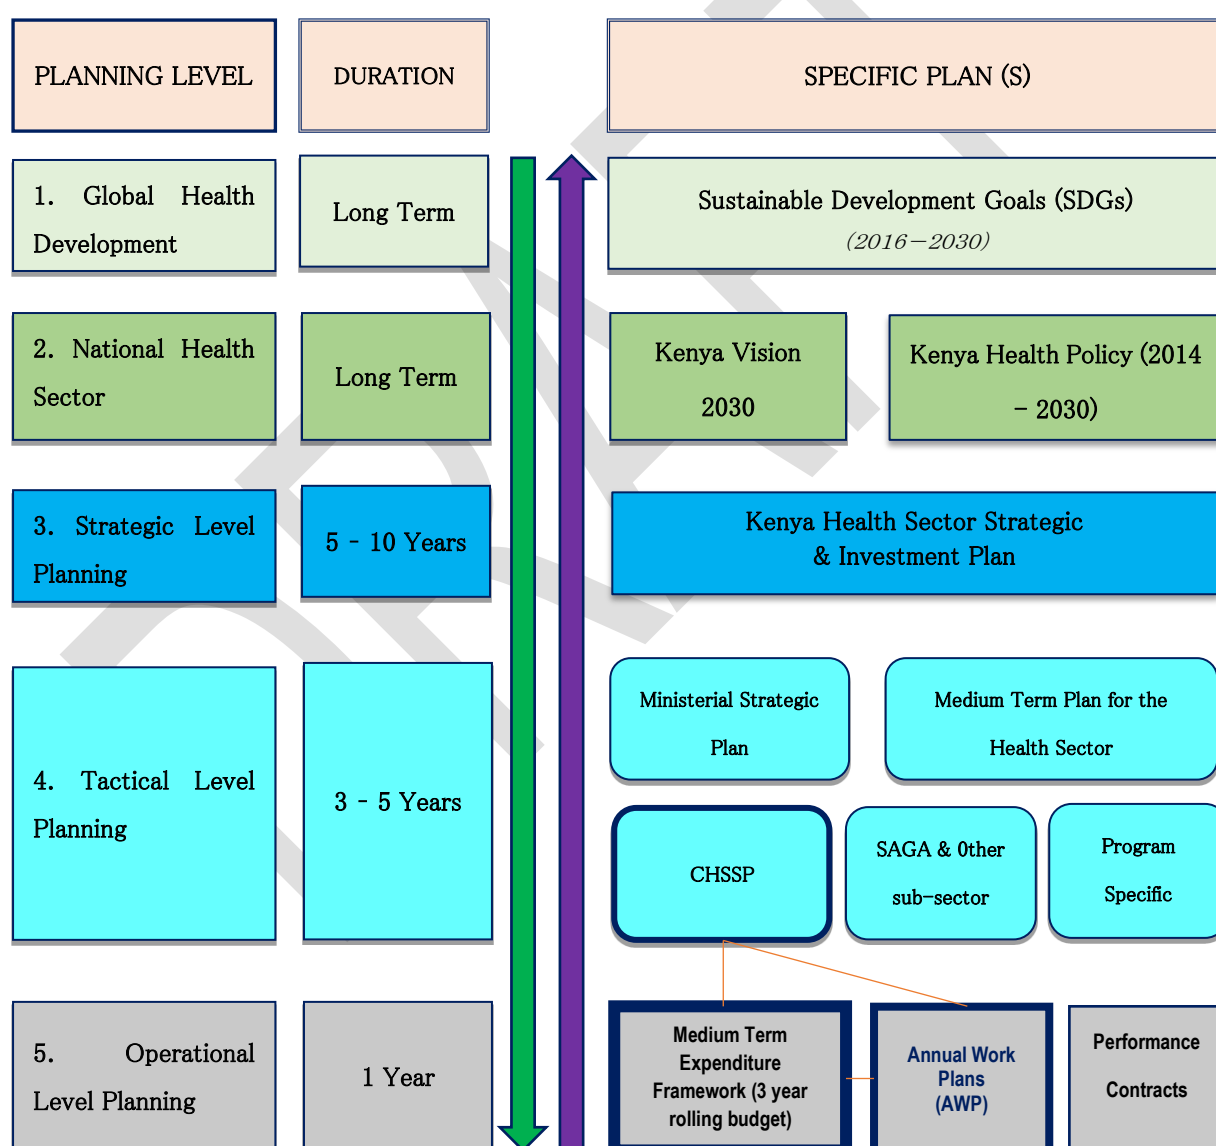 PLANNING LEVEL
DURATION
SPECIFIC PLAN (S)
1. Global Health
Development
Long Term
Sustainable Development Goals (SDGs)
(2016-2030)
2. National Health
Sector
Long Term
Kenya Vision
2030
Kenya Health Policy (2014
- 2030)
3. Strategic Level
Planning
5 - 10 Years
Kenya Health Sector Strategic
& Investment Plan
4. Tactical Level
Planning
3 - 5 Years
Ministerial Strategic
Plan
Medium Term Plan for the
Health Sector
CHSSP
SAGA & Other
sub-sector
Program
Specific
5. Operational
Level Planning
1 Year
Medium Term
Expenditure
Framework (3 year
rolling budget)
Annual Work
Plans
(AWP)
Performance
Contracts
DRAFT